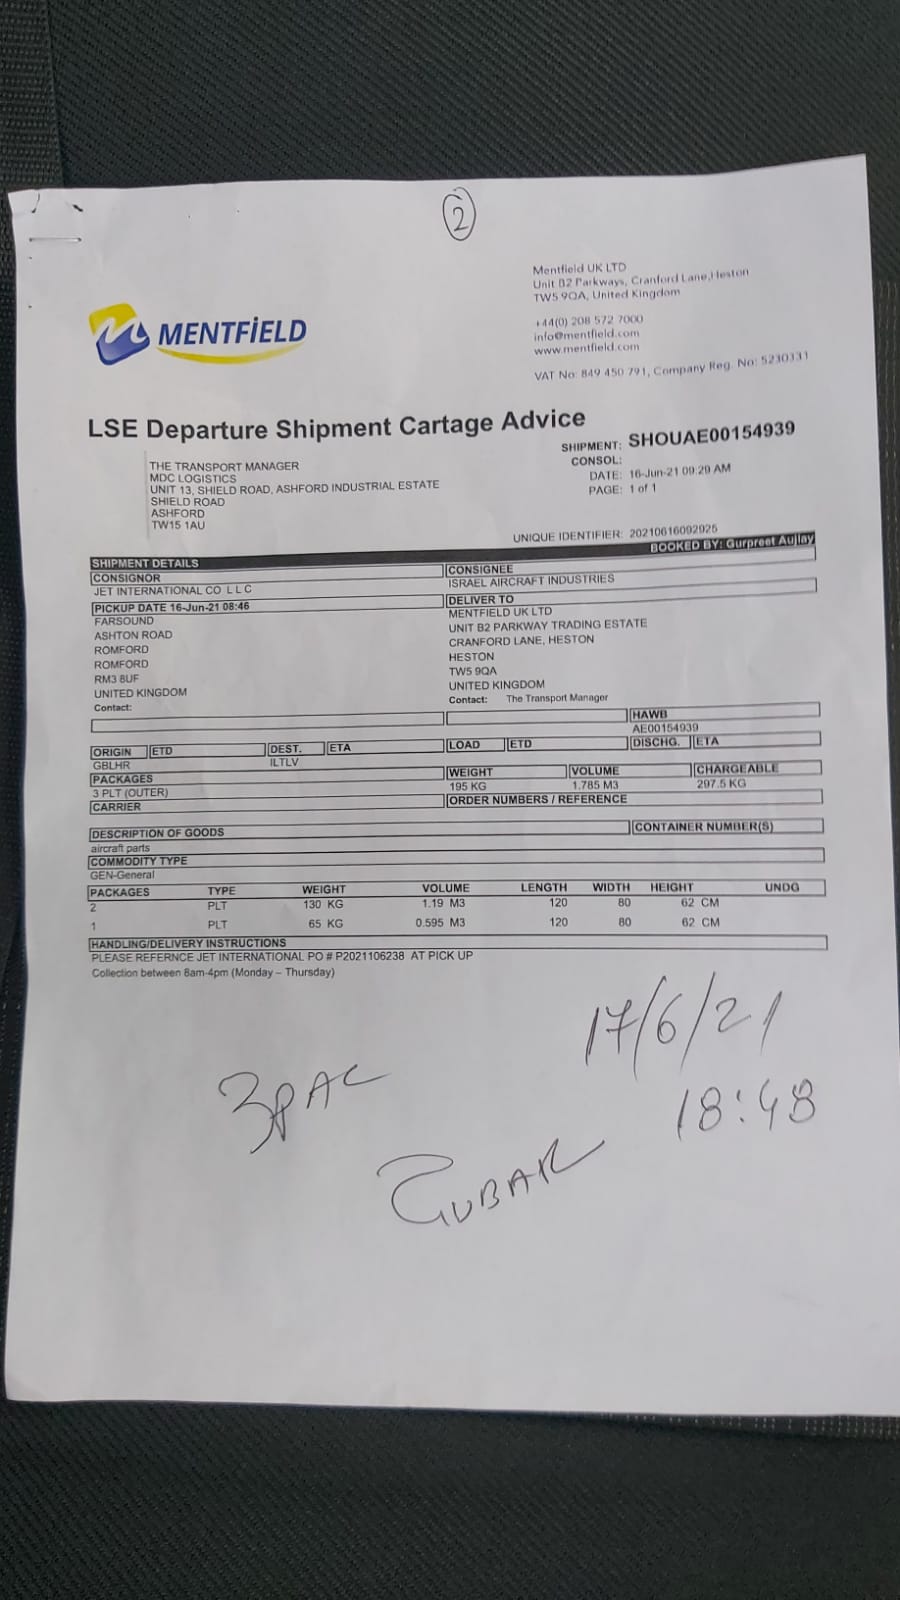 2
Mentfield UK LTD
Unit B2 Parkways, Cranford Lane,Heston
TW5 9QA, United Kingdom
+44(0) 208 572 7000
info@mentfield.com
www.mentfield.com
VAT No: 849 450 791, Company Reg. No: 5230331
MENTFiELD
LSE Departure Shipment Cartage Advice
SHIPMENT: SHOUAE00154939
CONSOL:
DATE: 16-Jun-21 09:29 AM
PAGE: 1 of 1
THE TRANSPORT MANAGER
MDC LOGISTICS
UNIT 13, SHIELD ROAD, ASHFORD INDUSTRIAL ESTATE
SHIELD ROAD
ASHFORD
TW15 1AU
UNIQUE IDENTIFIER: 20210616092925
BOOKED BY: Gurpreet Aujlay
SHIPMENT DETAILS
CONSIGNOR
JET INTERNATIONAL CO L L C
CONSIGNEE
ISRAEL AIRCRAFT INDUSTRIES
PICKUP DATE 16-Jun-21 08:46
FARSOUND
ASHTON ROAD
ROMFORD
ROMFORD
RM3 8UF
UNITED KINGDOM
Contact:
DELIVER TO
MENTFIELD UK LTD
UNIT B2 PARKWAY TRADING ESTATE
CRANFORD LANE, HESTON
HESTON
TW5 9QA
UNITED KINGDOM
Contact: The Transport Manager
HAWB
AE00154939
ORIGIN ETD DEST. ETA LOAD ETD DISCHG. ETA
GBLHR ILTLV
PACKAGES WEIGHT VOLUME CHARGEABLE
3 PLT (OUTER) 195 KG 1.785 M3 297.5 KG
CARRIER ORDER NUMBERS / REFERENCE
DESCRIPTION OF GOODS CONTAINER NUMBER(S)
aircraft parts
COMMODITY TYPE
GEN-General
PACKAGES TYPE WEIGHT VOLUME LENGTH WIDTH HEIGHT UNDG
2 PLT 130 KG 1.19 M3 120 80 62 CM
1 PLT 65 KG 0.595 M3 120 80 62 CM
HANDLING/DELIVERY INSTRUCTIONS
PLEASE REFERNCE JET INTERNATIONAL PO # P2021106238 AT PICK UP
Collection between 8am-4pm (Monday – Thursday)
17/6/21
3PAC
18:48
ZUBAR